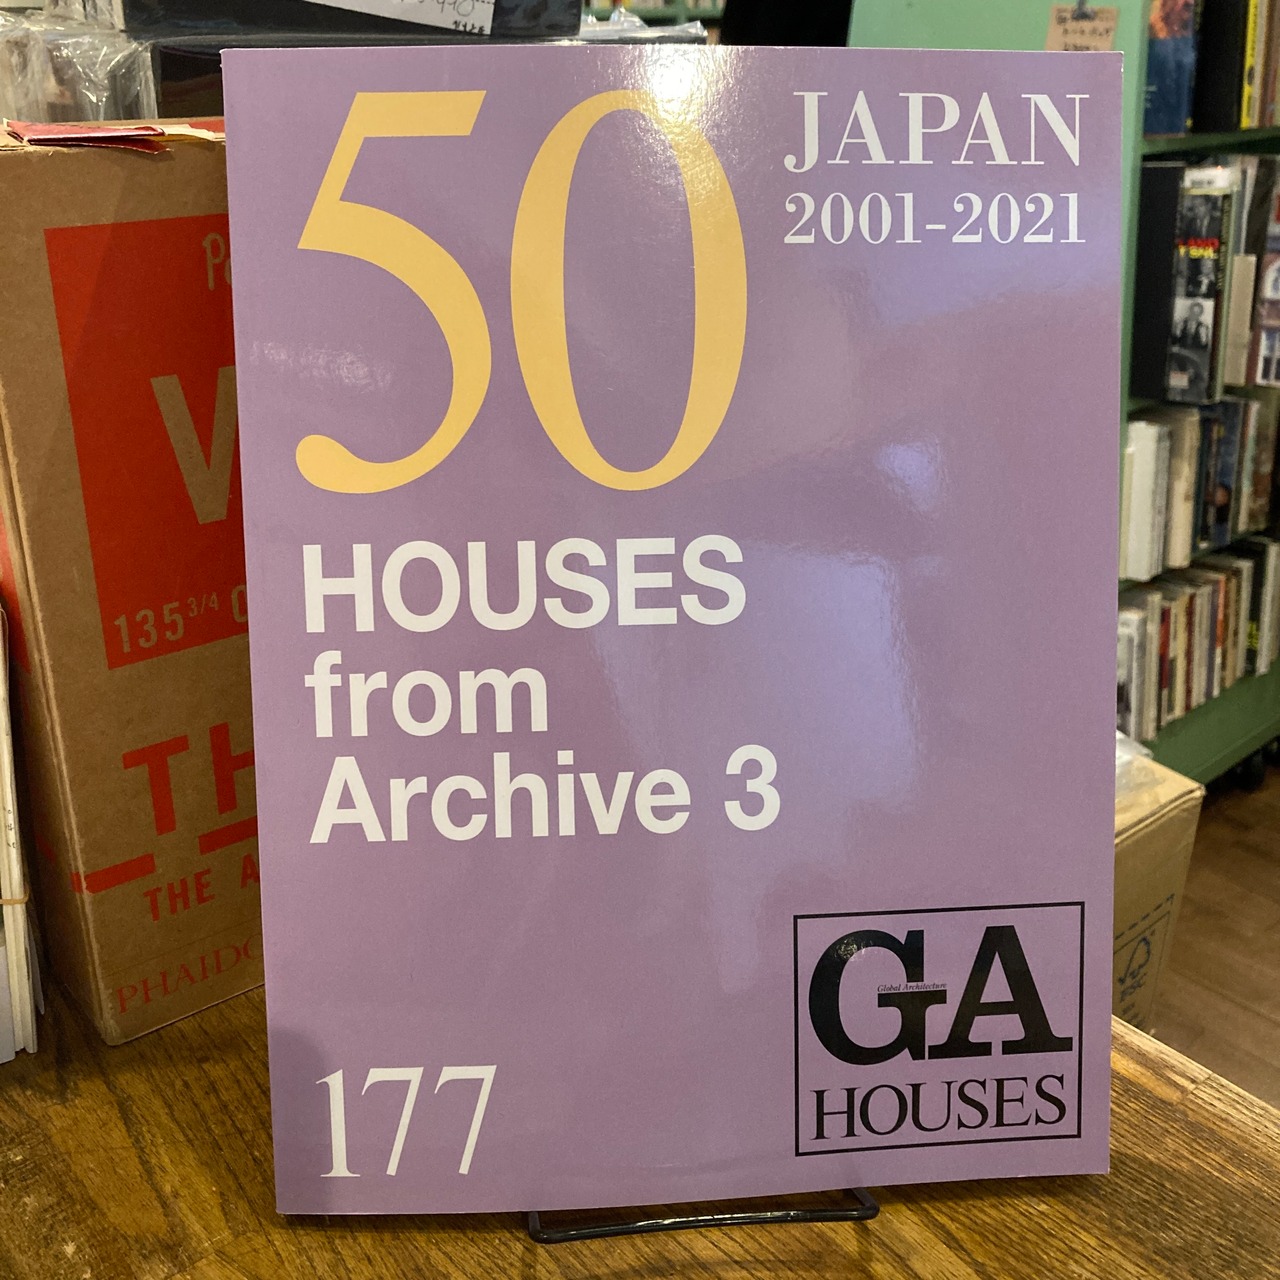 50
JAPAN
2001-2021
HOUSES
from
Archive 3
177
GA
Global Architecture
HOUSES
135 3/4
THE A
PHAIDO